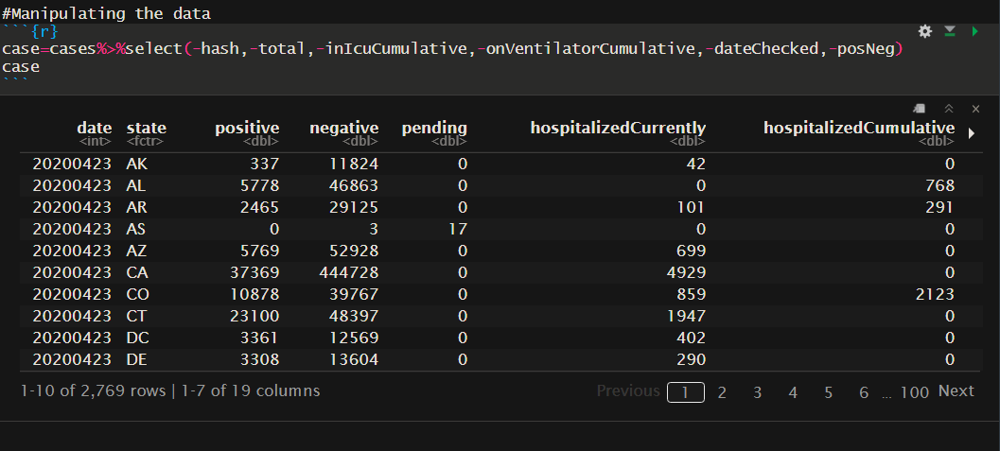 #Manipulating the data
```{r}
case=cases%>%select(-hash,-total,-inIcuCumulative,-onVentilatorCumulative,-dateChecked,-posNeg)
case
```
date state positive negative pending hospitalizedCurrently hospitalizedCumulative
<int> <fctr> <dbl> <dbl> <dbl> <dbl> <dbl>
20200423 AK 337 11824 0 42 0
20200423 AL 5778 46863 0 0 768
20200423 AR 2465 29125 0 101 291
20200423 AS 0 3 17 0 0
20200423 AZ 5769 52928 0 699 0
20200423 CA 37369 444728 0 4929 0
20200423 CO 10878 39767 0 859 2123
20200423 CT 23100 48397 0 1947 0
20200423 DC 3361 12569 0 402 0
20200423 DE 3308 13604 0 290 0
1-10 of 2,769 rows | 1-7 of 19 columns Previous 1 2 3 4 5 6 ... 100 Next